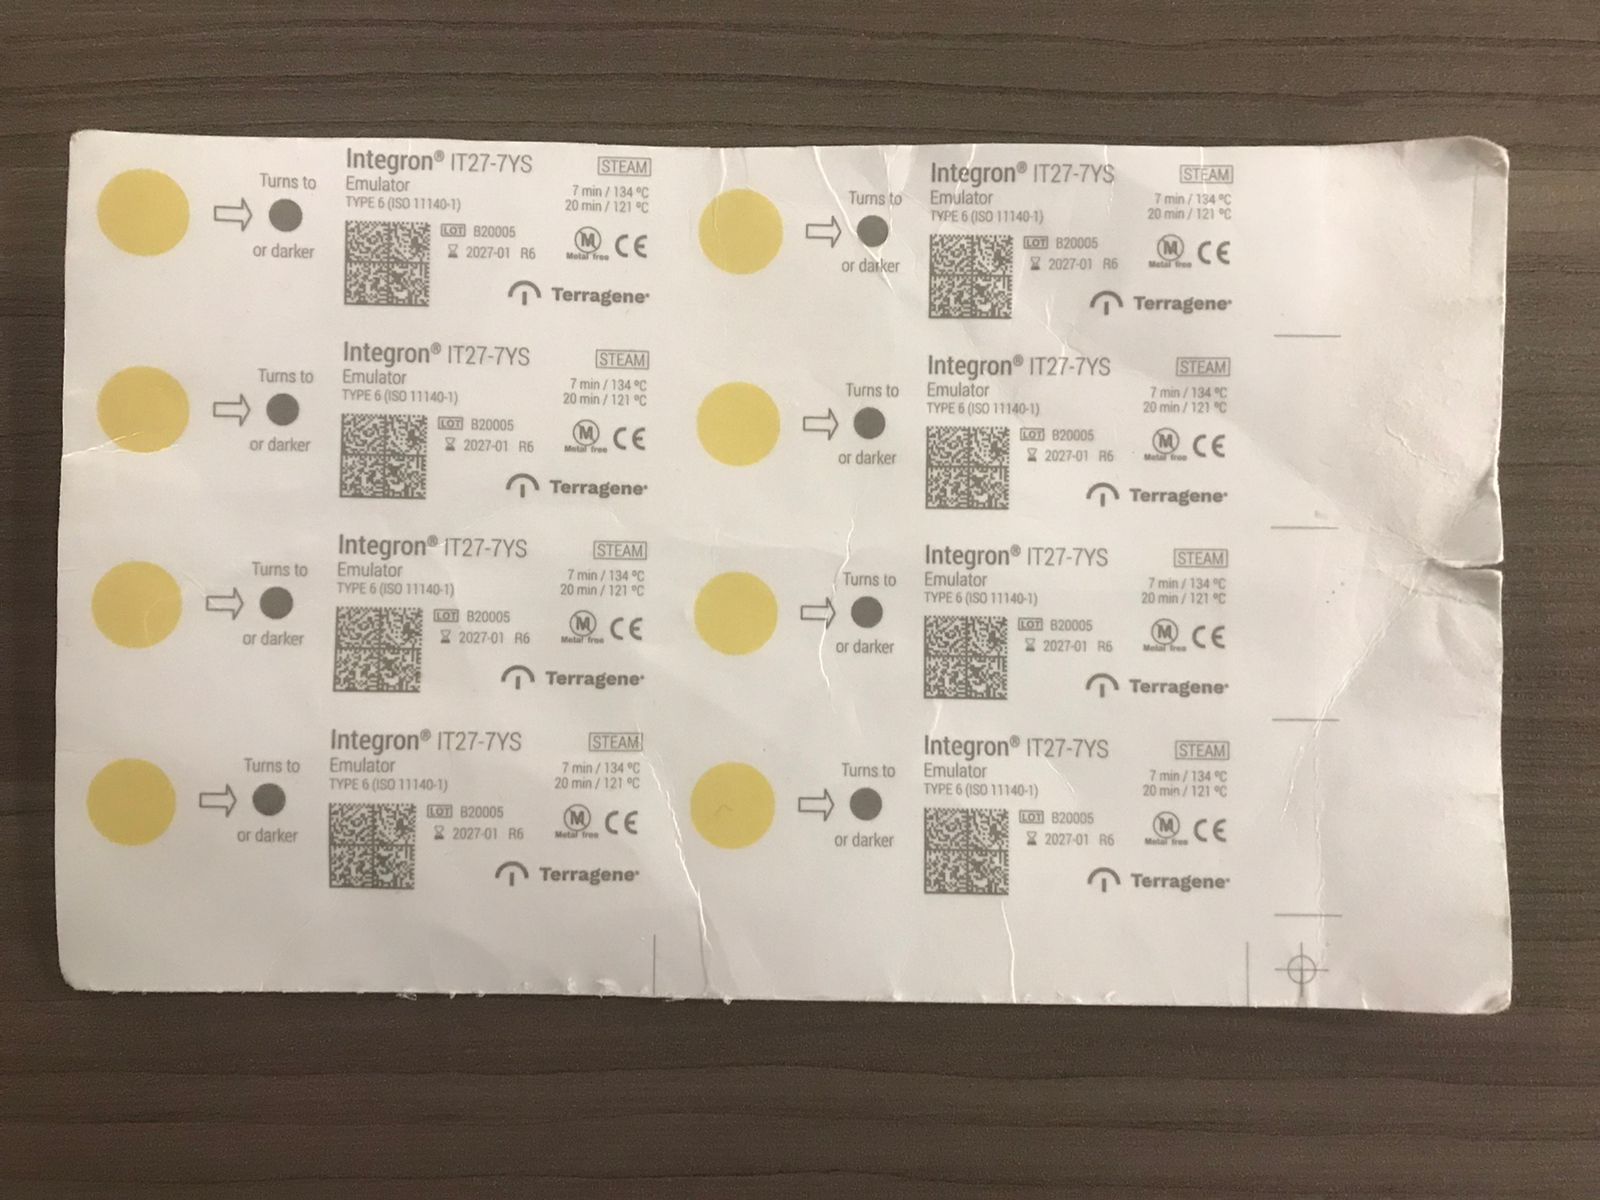 Turns to
or darker
Integron® IT27-7YS
STEAM
Emulator
TYPE 6 (ISO 11140-1)
7 min / 134 ºC
20 min / 121 ºC
LOT B20005
2027-01 R6
M
Metal free
CE
Terragene®
Turns to
or darker
Integron® IT27-7YS
STEAM
Emulator
TYPE 6 (ISO 11140-1)
7 min / 134 ºC
20 min / 121 ºC
LOT B20005
2027-01 R6
M
Metal free
CE
Terragene®
Turns to
or darker
Integron® IT27-7YS
STEAM
Emulator
TYPE 6 (ISO 11140-1)
7 min / 134 ºC
20 min / 121 ºC
LOT B20005
2027-01 R6
M
Metal free
CE
Terragene®
Turns to
or darker
Integron® IT27-7YS
STEAM
Emulator
TYPE 6 (ISO 11140-1)
7 min / 134 ºC
20 min / 121 ºC
LOT B20005
2027-01 R6
M
Metal free
CE
Terragene®
Turns to
or darker
Integron® IT27-7YS
STEAM
Emulator
TYPE 6 (ISO 11140-1)
7 min / 134 ºC
20 min / 121 ºC
LOT B20005
2027-01 R6
M
Metal free
CE
Terragene®
Turns to
or darker
Integron® IT27-7YS
STEAM
Emulator
TYPE 6 (ISO 11140-1)
7 min / 134 ºC
20 min / 121 ºC
LOT B20005
2027-01 R6
M
Metal free
CE
Terragene®
Turns to
or darker
Integron® IT27-7YS
STEAM
Emulator
TYPE 6 (ISO 11140-1)
7 min / 134 ºC
20 min / 121 ºC
LOT B20005
2027-01 R6
M
Metal free
CE
Terragene®
Turns to
or darker
Integron® IT27-7YS
STEAM
Emulator
TYPE 6 (ISO 11140-1)
7 min / 134 ºC
20 min / 121 ºC
LOT B20005
2027-01 R6
M
Metal free
CE
Terragene®